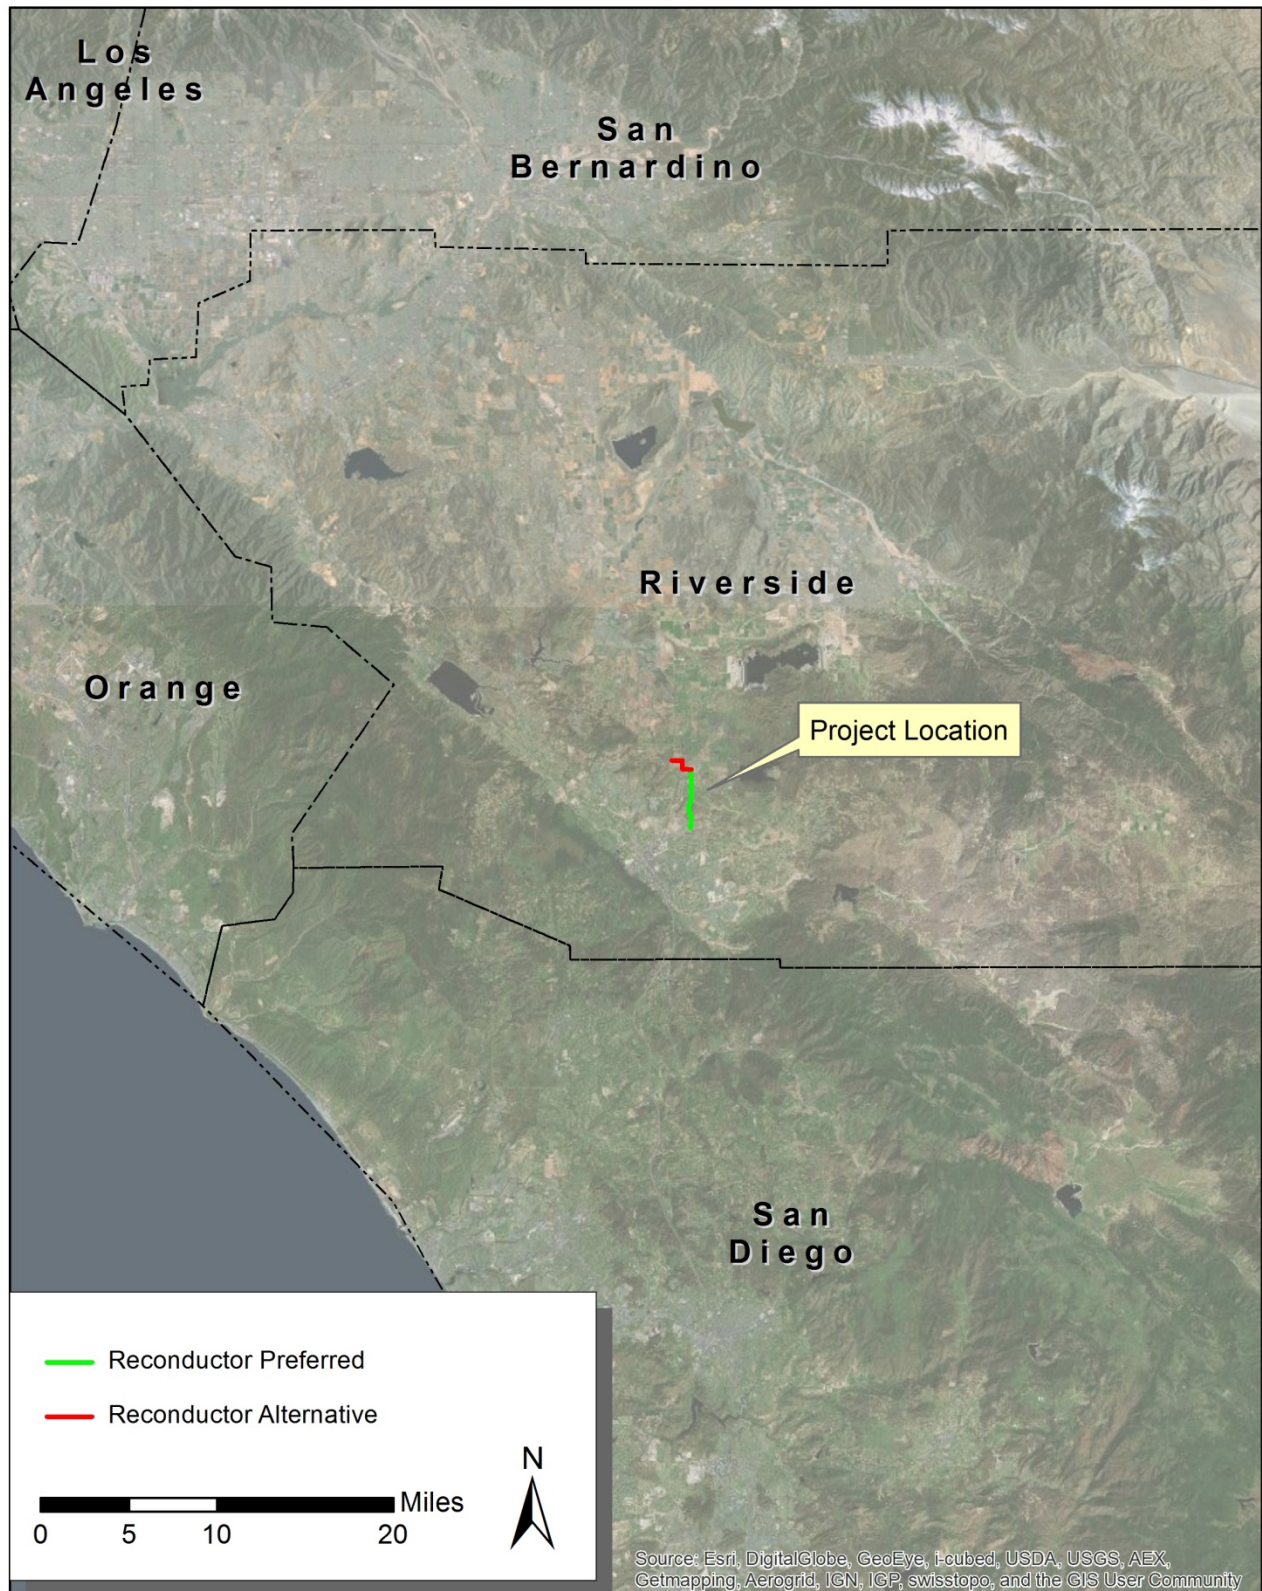 Los
Angeles
San
Bernardino
Riverside
Orange
Project Location
San
Diego
Reconductor Preferred
Reconductor Alternative
N
Miles
0 5 10 20
Source: Esri, DigitalGlobe, GeoEye, i-cubed, USDA, USGS, AEX,
Getmapping, Aerogrid, IGN, IGP, swisstopo, and the GIS User Community